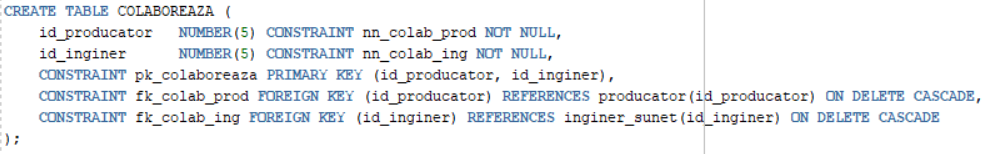 CREATE TABLE COLABOREAZA (
    id_producator   NUMBER(5) CONSTRAINT nn_colab_prod NOT NULL,
    id_inginer      NUMBER(5) CONSTRAINT nn_colab_ing NOT NULL,
    CONSTRAINT pk_colaboreaza PRIMARY KEY (id_producator, id_inginer),
    CONSTRAINT fk_colab_prod FOREIGN KEY (id_producator) REFERENCES producator(id_producator) ON DELETE CASCADE,
    CONSTRAINT fk_colab_ing FOREIGN KEY (id_inginer) REFERENCES inginer_sunet(id_inginer) ON DELETE CASCADE
);